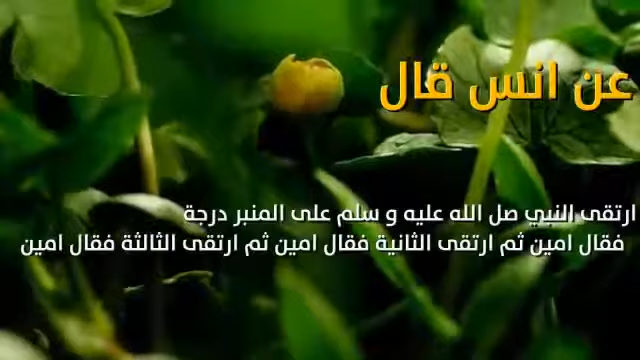 عن انس قال
ارتقى النبي صل الله عليه و سلم على المنبر درجة
فقال امين ثم ارتقى الثانية فقال امين ثم ارتقى الثالثة فقال امين